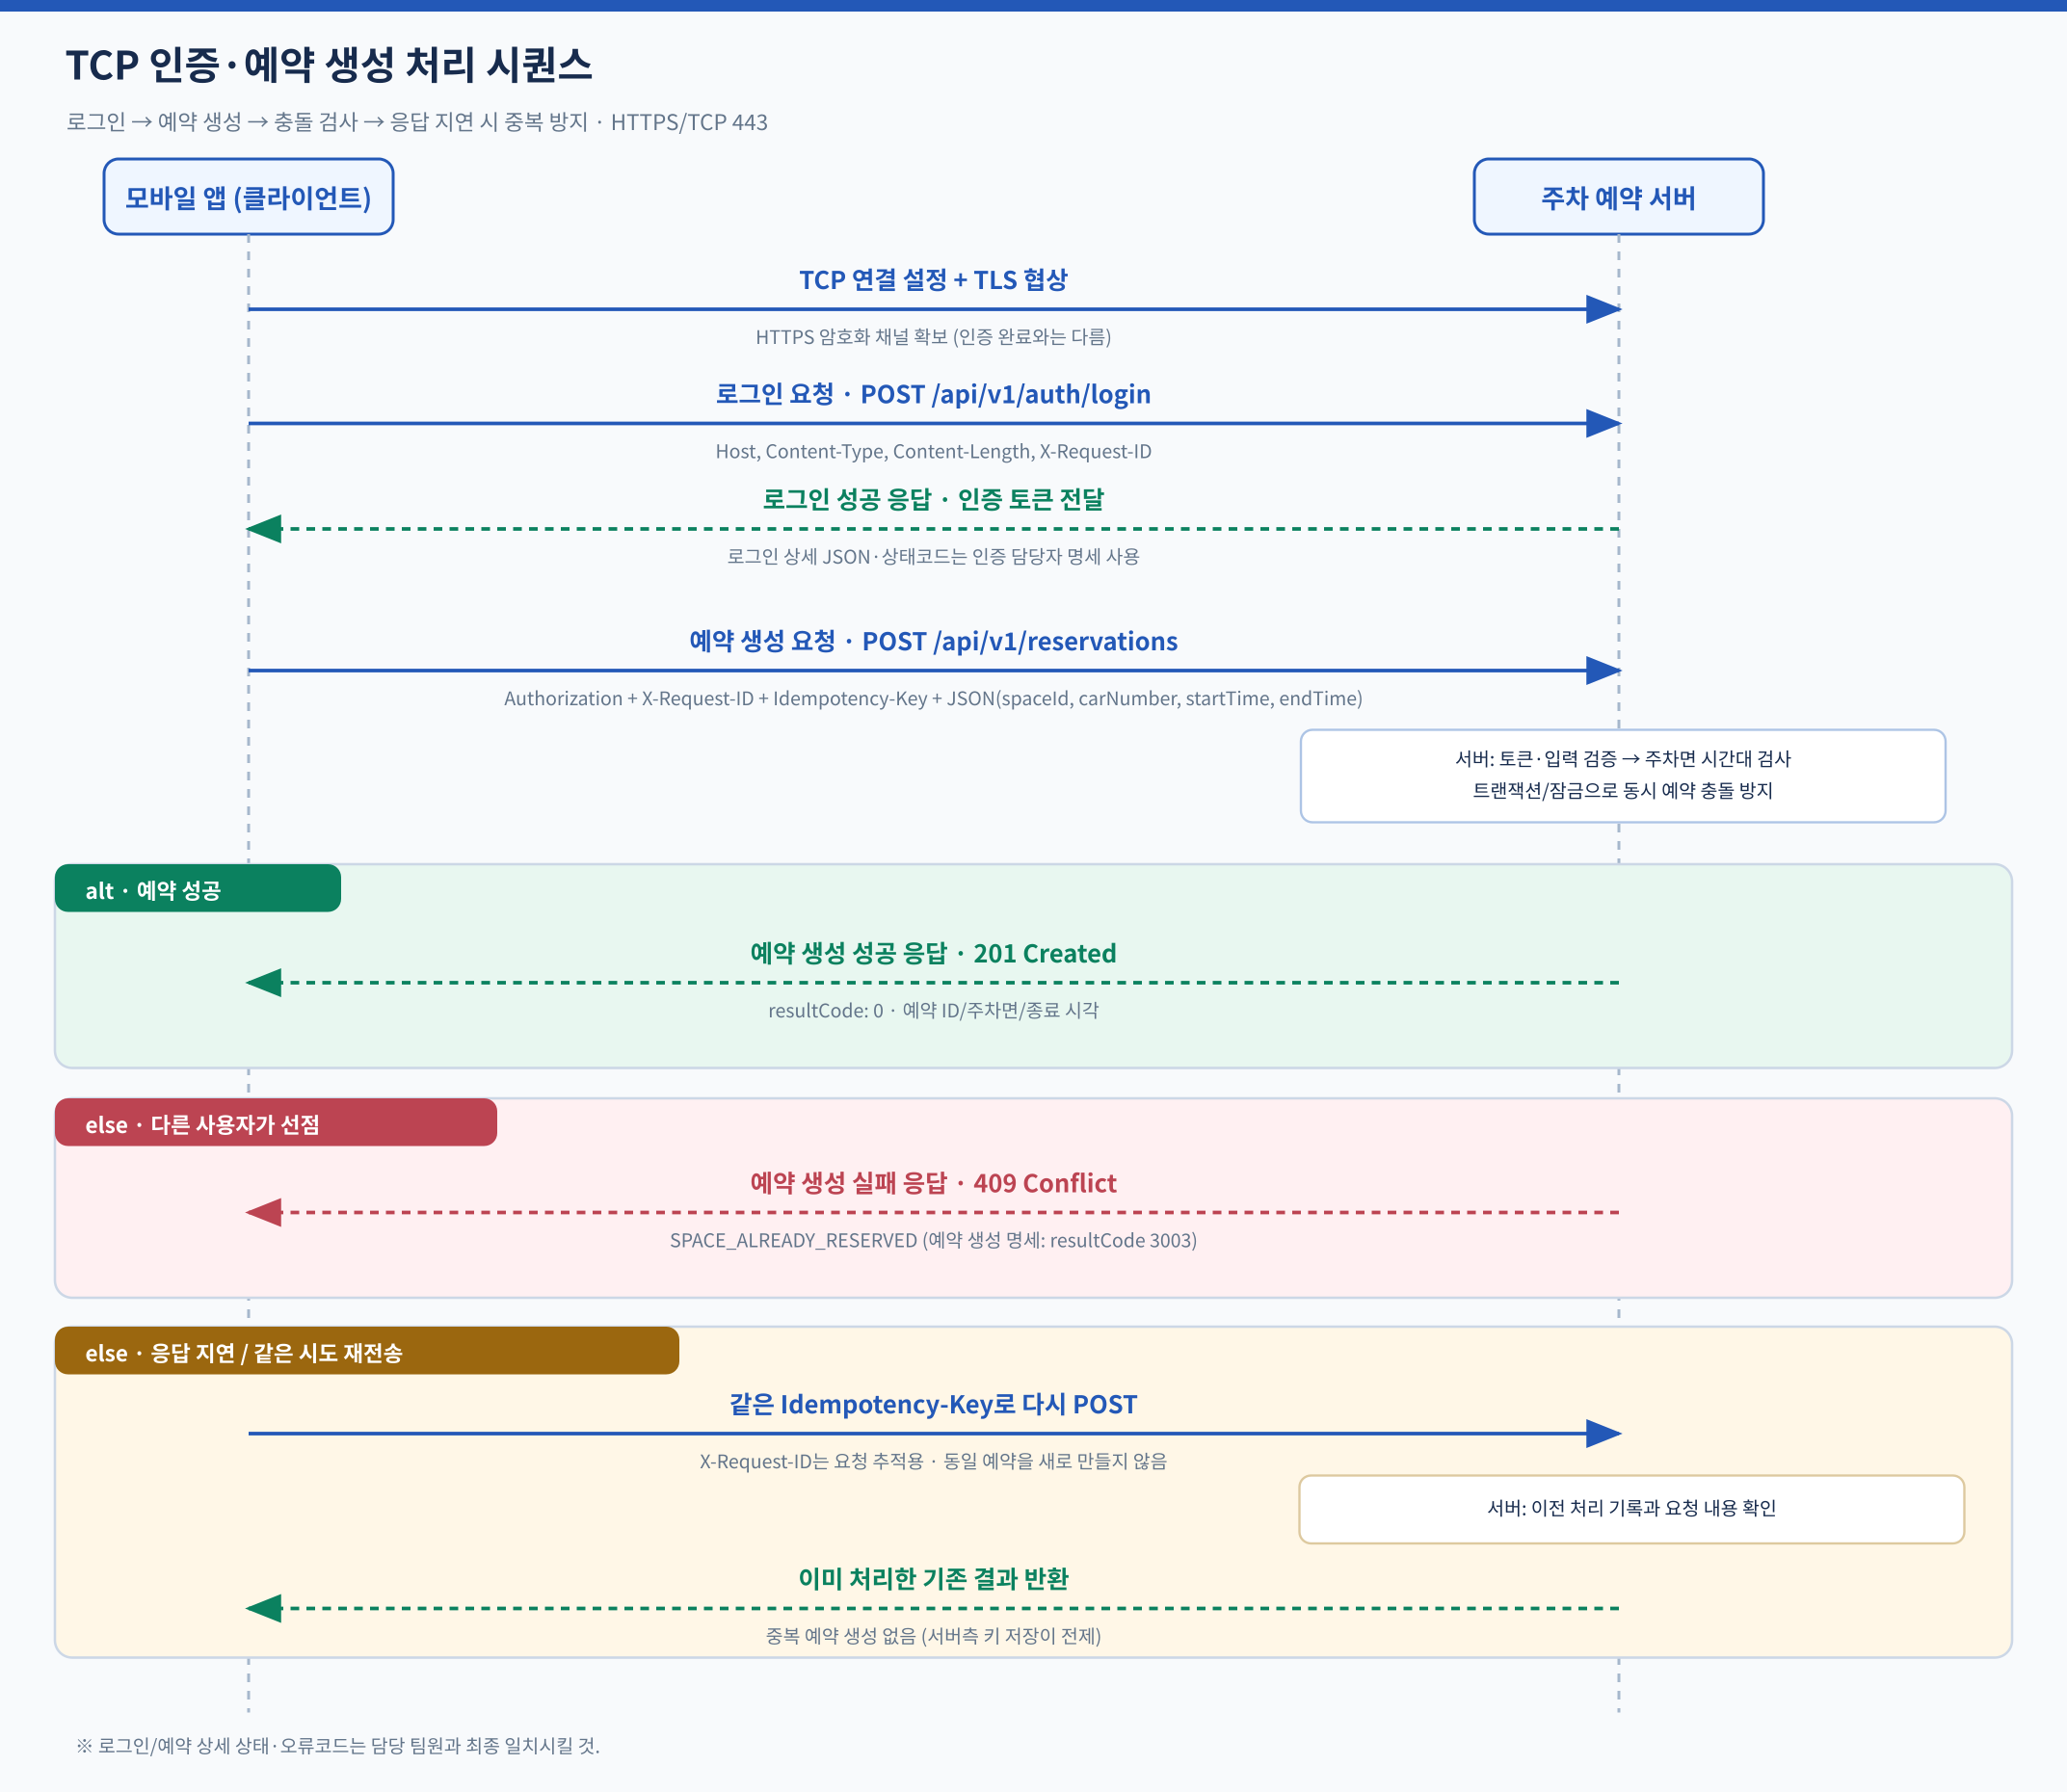 TCP 인증·예약 생성 처리 시퀀스
로그인 → 예약 생성 → 충돌 검사 → 응답 지연 시 중복 방지 · HTTPS/TCP 443
모바일 앱 (클라이언트)
주차 예약 서버
TCP 연결 설정 + TLS 협상
HTTPS 암호화 채널 확보 (인증 완료와는 다름)
로그인 요청 · POST /api/v1/auth/login
Host, Content-Type, Content-Length, X-Request-ID
로그인 성공 응답 · 인증 토큰 전달
로그인 상세 JSON·상태코드는 인증 담당자 명세 사용
예약 생성 요청 · POST /api/v1/reservations
Authorization + X-Request-ID + Idempotency-Key + JSON(spaceId, carNumber, startTime, endTime)
서버: 토큰·입력 검증 → 주차면 시간대 검사
트랜잭션/잠금으로 동시 예약 충돌 방지
alt · 예약 성공
예약 생성 성공 응답 · 201 Created
resultCode: 0 · 예약 ID/주차면/종료 시각
else · 다른 사용자가 선점
예약 생성 실패 응답 · 409 Conflict
SPACE_ALREADY_RESERVED (예약 생성 명세: resultCode 3003)
else · 응답 지연 / 같은 시도 재전송
같은 Idempotency-Key로 다시 POST
X-Request-ID는 요청 추적용 · 동일 예약을 새로 만들지 않음
서버: 이전 처리 기록과 요청 내용 확인
이미 처리한 기존 결과 반환
중복 예약 생성 없음 (서버측 키 저장이 전제)
※ 로그인/예약 상세 상태·오류코드는 담당 팀원과 최종 일치시킬 것.